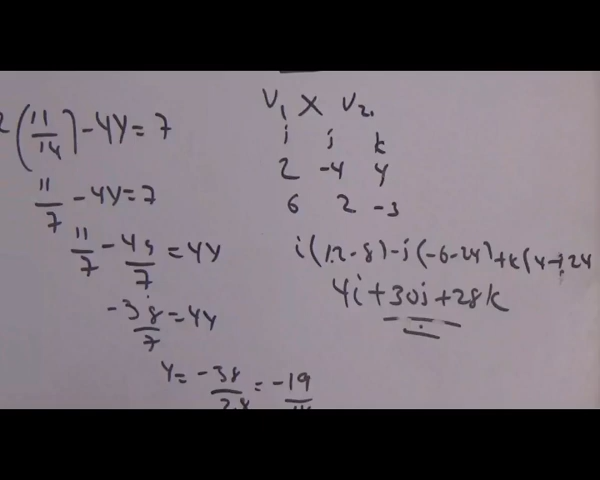 2(11/14) - 4Y = 7
11/7 - 4Y = 7
11/7 - 49/7 = 4Y
-38/7 = 4Y
Y = -38/28 = -19/14
V₁ X V₂
i j k
2 -4 4
6 2 -3
i(12-8) - j(-6-24) + k(4+24
4i + 30j + 28k